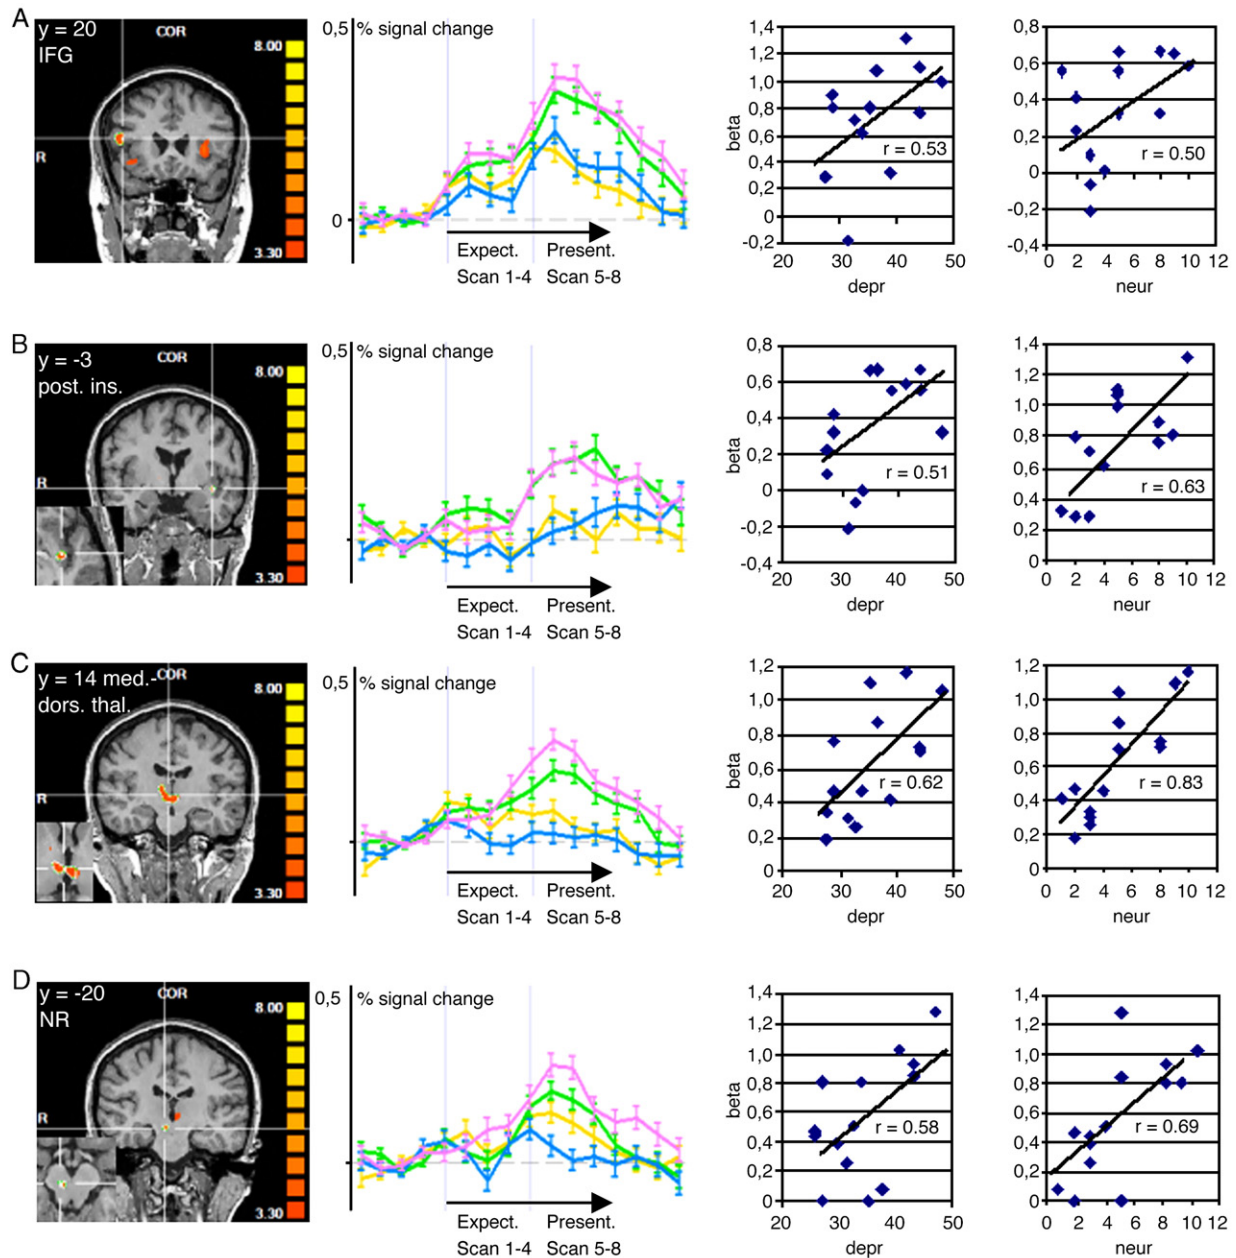 A
y = 20
IFG
COR
8.00
R
3.30
0,5
% signal change
0
Expect. Present.
Scan 1-4 Scan 5-8
beta
1,4
1,2
1,0
0,8
0,6
0,4
0,2
0
-0,2
r = 0.53
20 30 40 50
depr
0,8
0,6
0,4
0,2
0
-0,2
-0,4
r = 0.50
0 2 4 6 8 10 12
neur
B
y = -3
post. ins.
COR
8.00
R
3.30
0,5
% signal change
Expect. Present.
Scan 1-4 Scan 5-8
beta
0,8
0,6
0,4
0,2
0
-0,2
-0,4
r = 0.51
20 30 40 50
depr
1,4
1,2
1,0
0,8
0,6
0,4
0,2
0
r = 0.63
0 2 4 6 8 10 12
neur
C
y = 14 med.-
dors. thal.
COR
8.00
R
3.30
0,5
% signal change
Expect. Present.
Scan 1-4 Scan 5-8
beta
1,2
1,0
0,8
0,6
0,4
0,2
0
r = 0.62
20 30 40 50
depr
1,2
1,0
0,8
0,6
0,4
0,2
0
r = 0.83
0 2 4 6 8 10 12
neur
D
y = -20
NR
COR
8.00
R
3.30
0,5
% signal change
Expect. Present.
Scan 1-4 Scan 5-8
beta
1,4
1,2
1,0
0,8
0,6
0,4
0,2
0
r = 0.58
20 30 40 50
depr
1,4
1,2
1,0
0,8
0,6
0,4
0,2
0
r = 0.69
0 2 4 6 8 10 12
neur